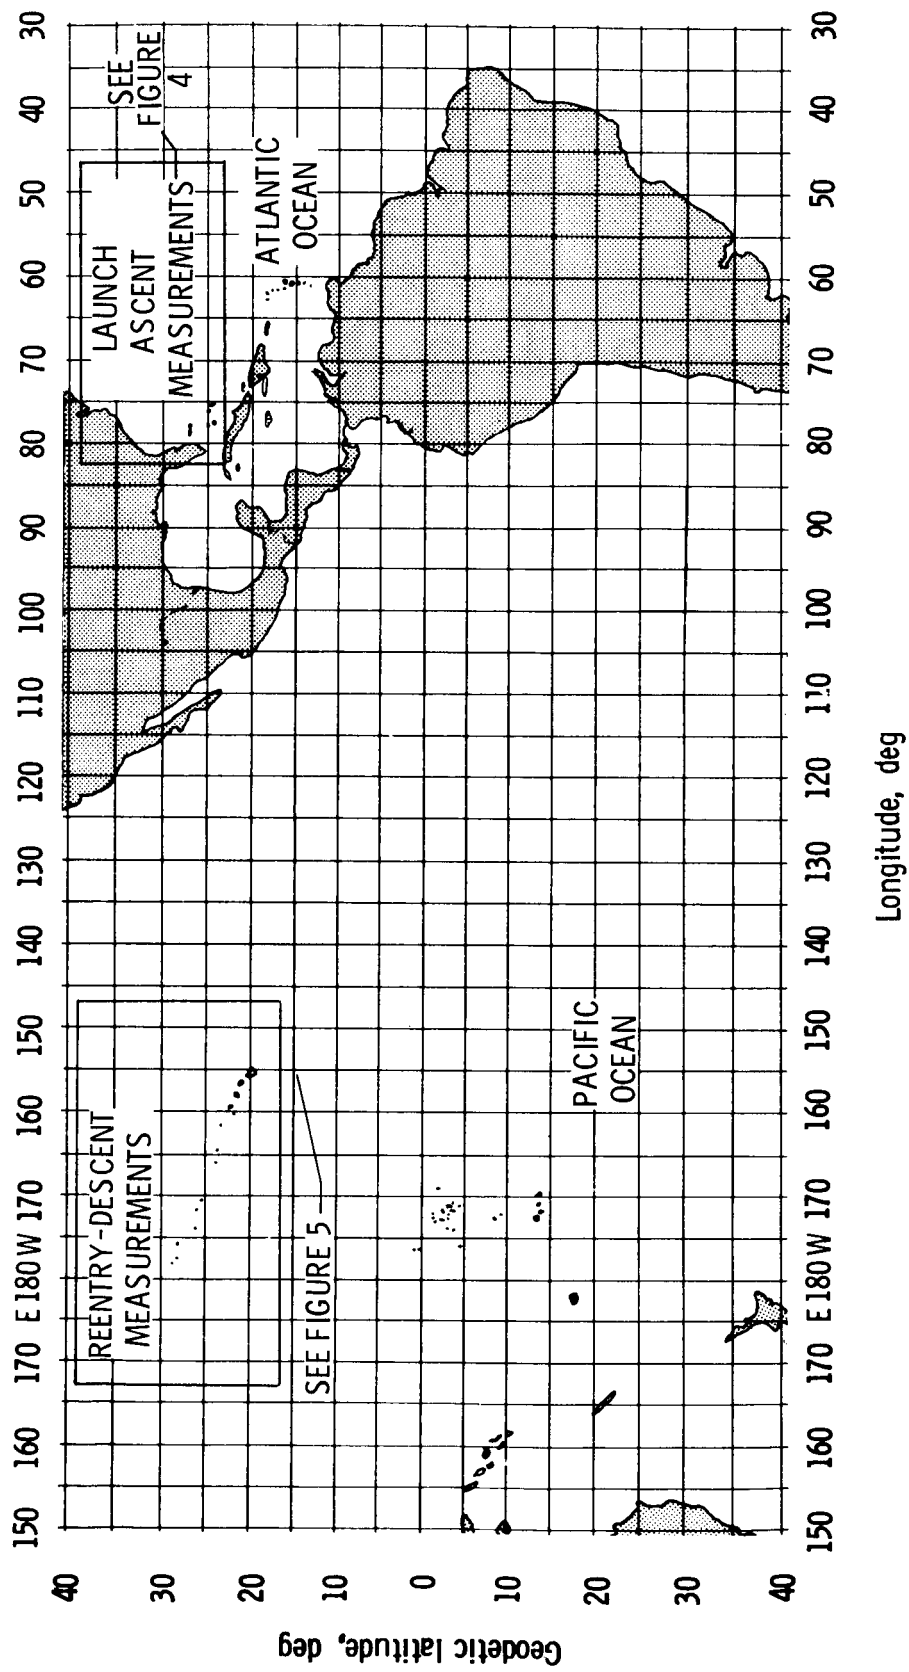 150 160 170 E 180 W 170 160 150 140 130 120 110 100 90 80 70 60 50 40 30
REENTRY-DESCENT
MEASUREMENTS
SEE FIGURE 5
LAUNCH
ASCENT
MEASUREMENTS
SEE
FIGURE
4
ATLANTIC
OCEAN
PACIFIC
OCEAN
40
20
10
0
10
20
30
40
Geodetic latitude, deg
30
150 160 170 E 180 W 170 160 150 140 130 120 110 100 90 80 70 60 50 40 30
Longitude, deg